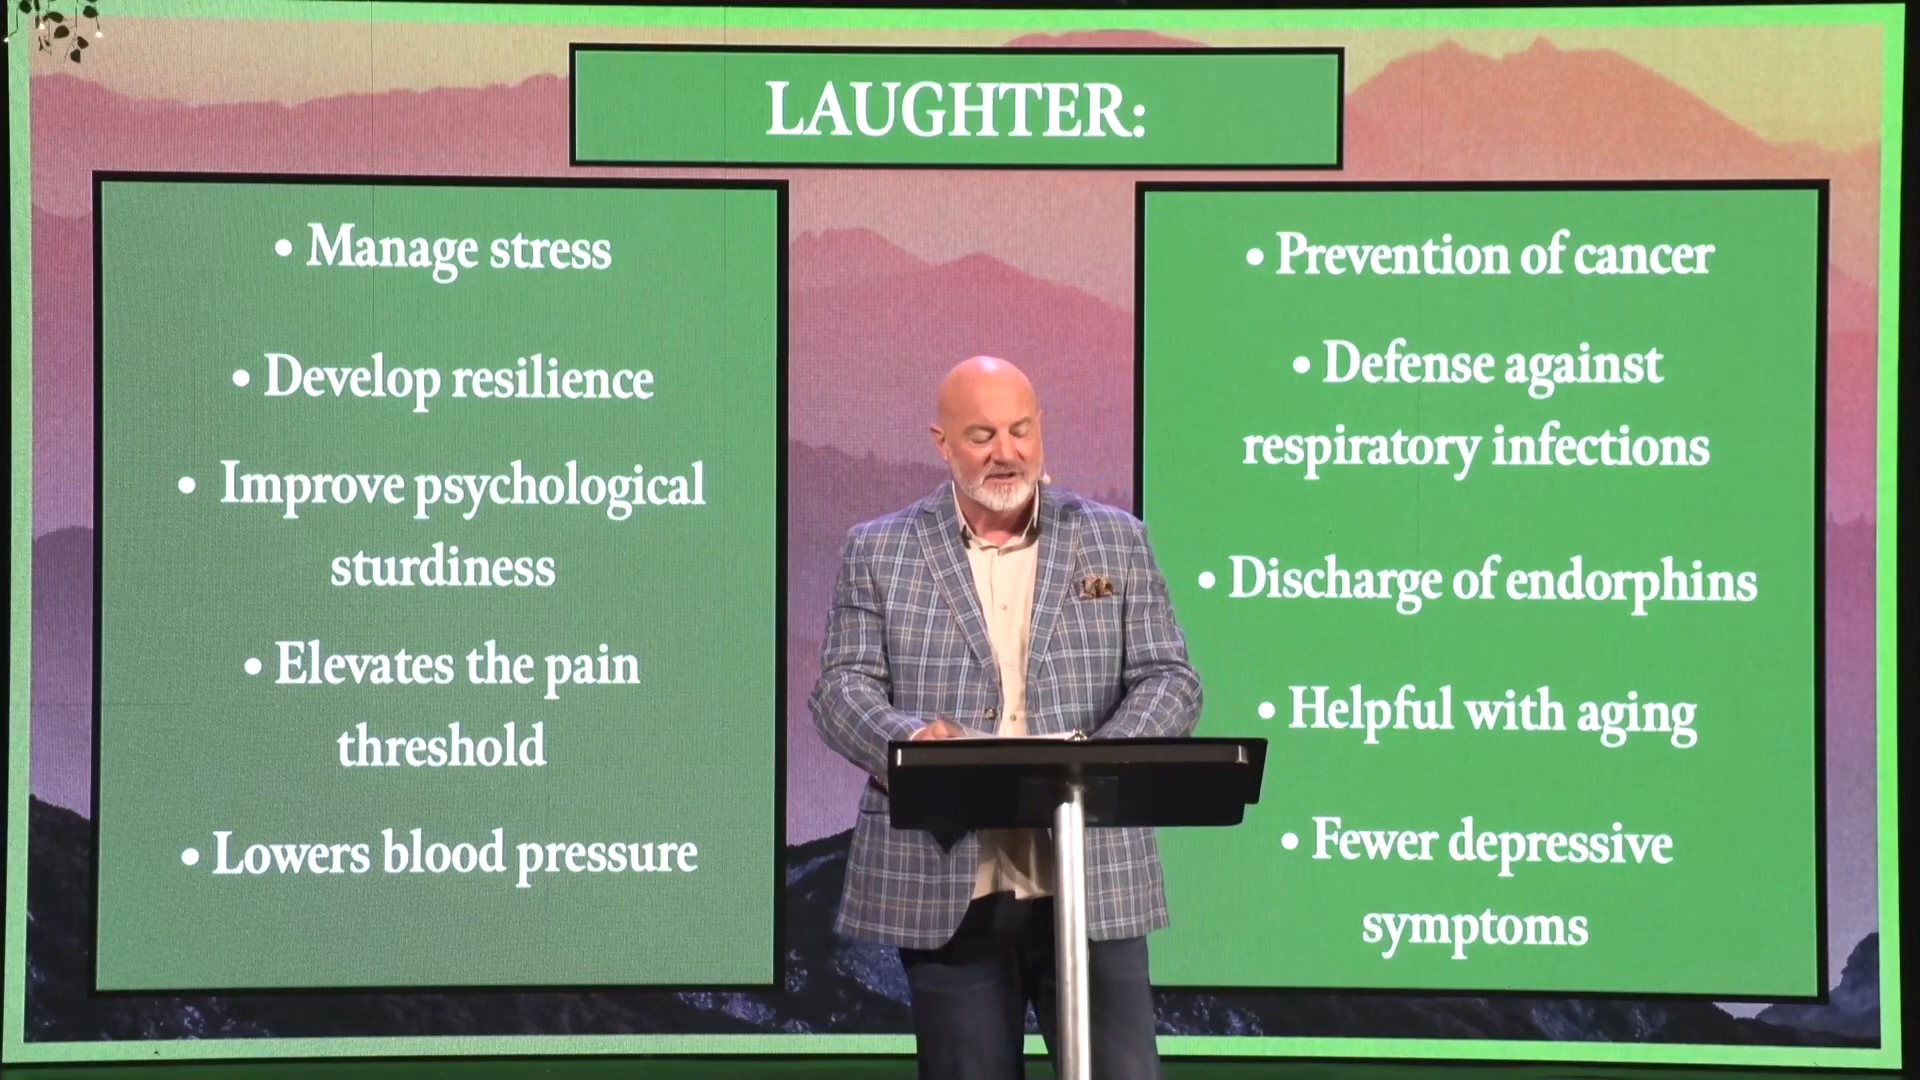 LAUGHTER:
• Manage stress
• Develop resilience
• Improve psychological
sturdiness
• Elevates the pain
threshold
• Lowers blood pressure
• Prevention of cancer
• Defense against
respiratory infections
• Discharge of endorphins
• Helpful with aging
• Fewer depressive
symptoms